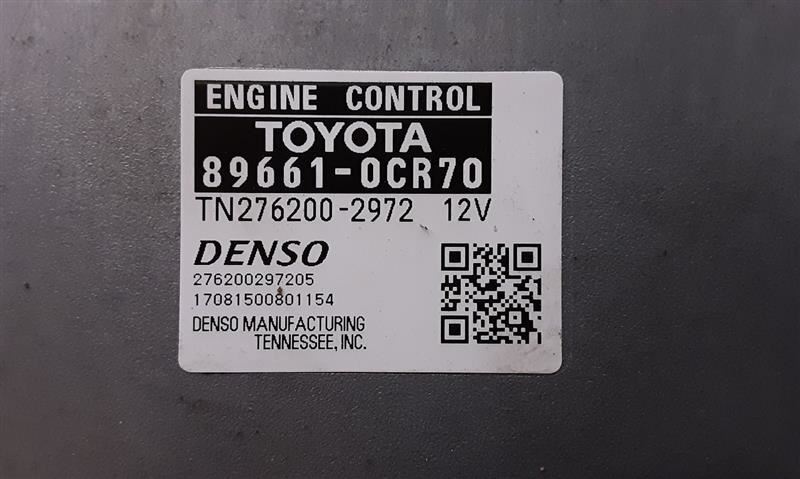 ENGINE CONTROL
TOYOTA
89661-0CR70
TN276200-2972 12V
DENSO
276200297205
17081500801154
DENSO MANUFACTURING
TENNESSEE, INC.